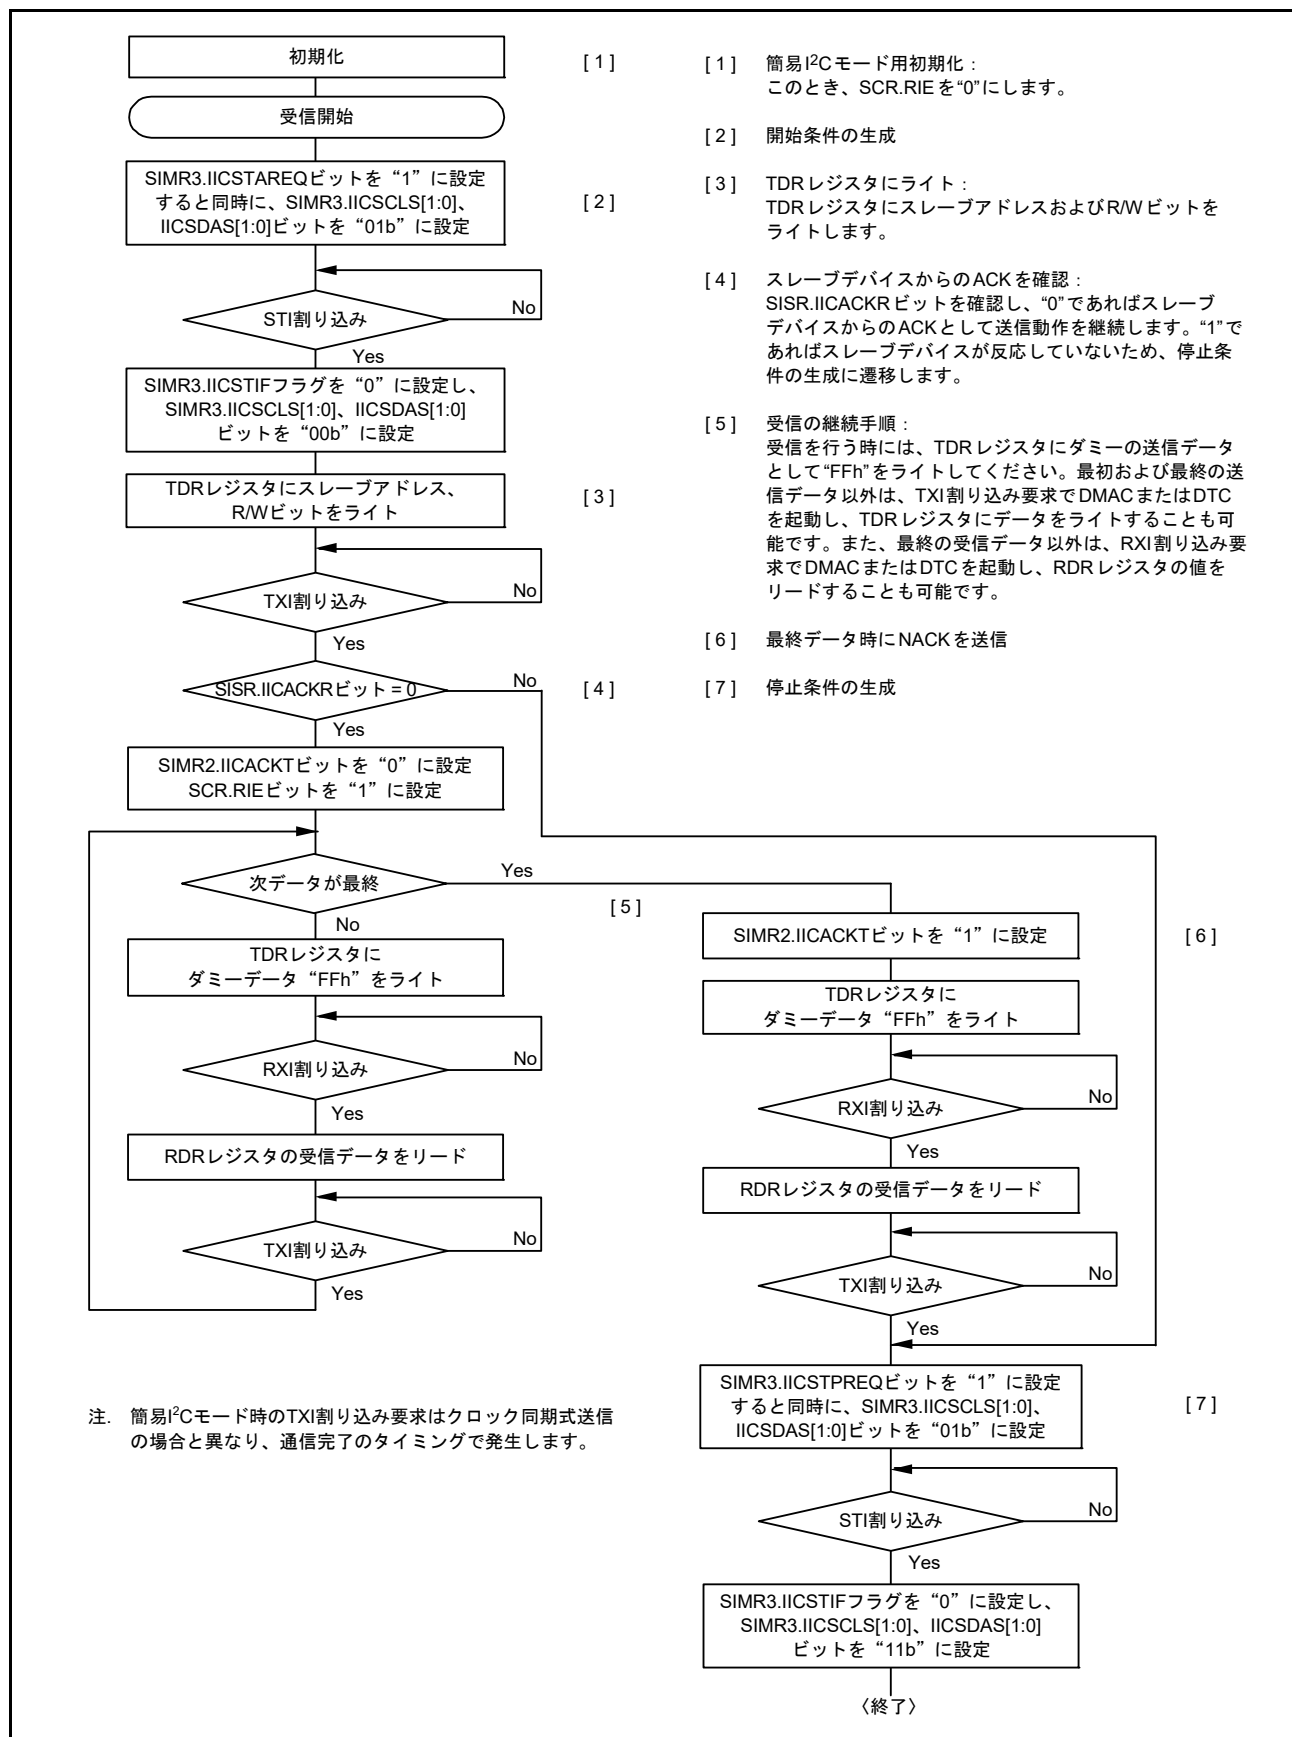 初期化
[ 1 ]
受信開始
SIMR3.IICSTAREQビットを“1”に設定
すると同時に、SIMR3.IICSCLS[1:0]、
IICSDAS[1:0]ビットを“01b”に設定
[ 2 ]
STI割り込み
No
Yes
SIMR3.IICSTIFフラグを“0”に設定し、
SIMR3.IICSCLS[1:0]、IICSDAS[1:0]
ビットを“00b”に設定
TDRレジスタにスレーブアドレス、
R/Wビットをライト
[ 3 ]
TXI割り込み
No
Yes
SISR.IICACKRビット = 0
No
[ 4 ]
Yes
SIMR2.IICACKTビットを“0”に設定
SCR.RIEビットを“1”に設定
次データが最終
Yes
[ 5 ]
No
TDRレジスタに
ダミーデータ“FFh”をライト
RXI割り込み
No
Yes
RDRレジスタの受信データをリード
TXI割り込み
No
Yes
[ 1 ] 簡易I²Cモード用初期化：
このとき、SCR.RIEを“0”にします。
[ 2 ] 開始条件の生成
[ 3 ] TDRレジスタにライト：
TDRレジスタにスレーブアドレスおよびR/Wビットを
ライトします。
[ 4 ] スレーブデバイスからのACKを確認：
SISR.IICACKRビットを確認し、“0”であればスレーブ
デバイスからのACKとして送信動作を継続します。“1”で
あればスレーブデバイスが反応していないため、停止条
件の生成に遷移します。
[ 5 ] 受信の継続手順：
受信を行う時には、TDRレジスタにダミーの送信データ
として“FFh”をライトしてください。最初および最終の送
信データ以外は、TXI割り込み要求でDMACまたはDTC
を起動し、TDRレジスタにデータをライトすることも可
能です。また、最終の受信データ以外は、RXI割り込み要
求でDMACまたはDTCを起動し、RDRレジスタの値を
リードすることも可能です。
[ 6 ] 最終データ時にNACKを送信
[ 7 ] 停止条件の生成
SIMR2.IICACKTビットを“1”に設定
[ 6 ]
TDRレジスタに
ダミーデータ“FFh”をライト
RXI割り込み
No
Yes
RDRレジスタの受信データをリード
TXI割り込み
No
Yes
SIMR3.IICSTPREQビットを“1”に設定
すると同時に、SIMR3.IICSCLS[1:0]、
IICSDAS[1:0]ビットを“01b”に設定
[ 7 ]
STI割り込み
No
Yes
SIMR3.IICSTIFフラグを“0”に設定し、
SIMR3.IICSCLS[1:0]、IICSDAS[1:0]
ビットを“11b”に設定
〈終了〉
注. 簡易I²Cモード時のTXI割り込み要求はクロック同期式送信
の場合と異なり、通信完了のタイミングで発生します。